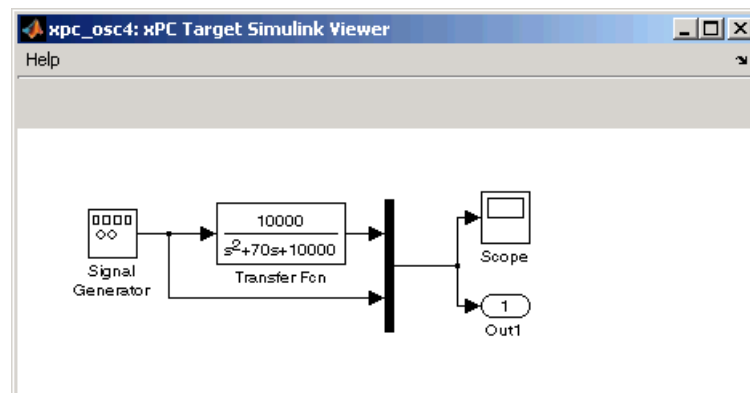 xpc_osc4: xPC Target Simulink Viewer
Help
10000
s²+70s+10000
Transfer Fcn
Signal
Generator
Scope
1
Out1